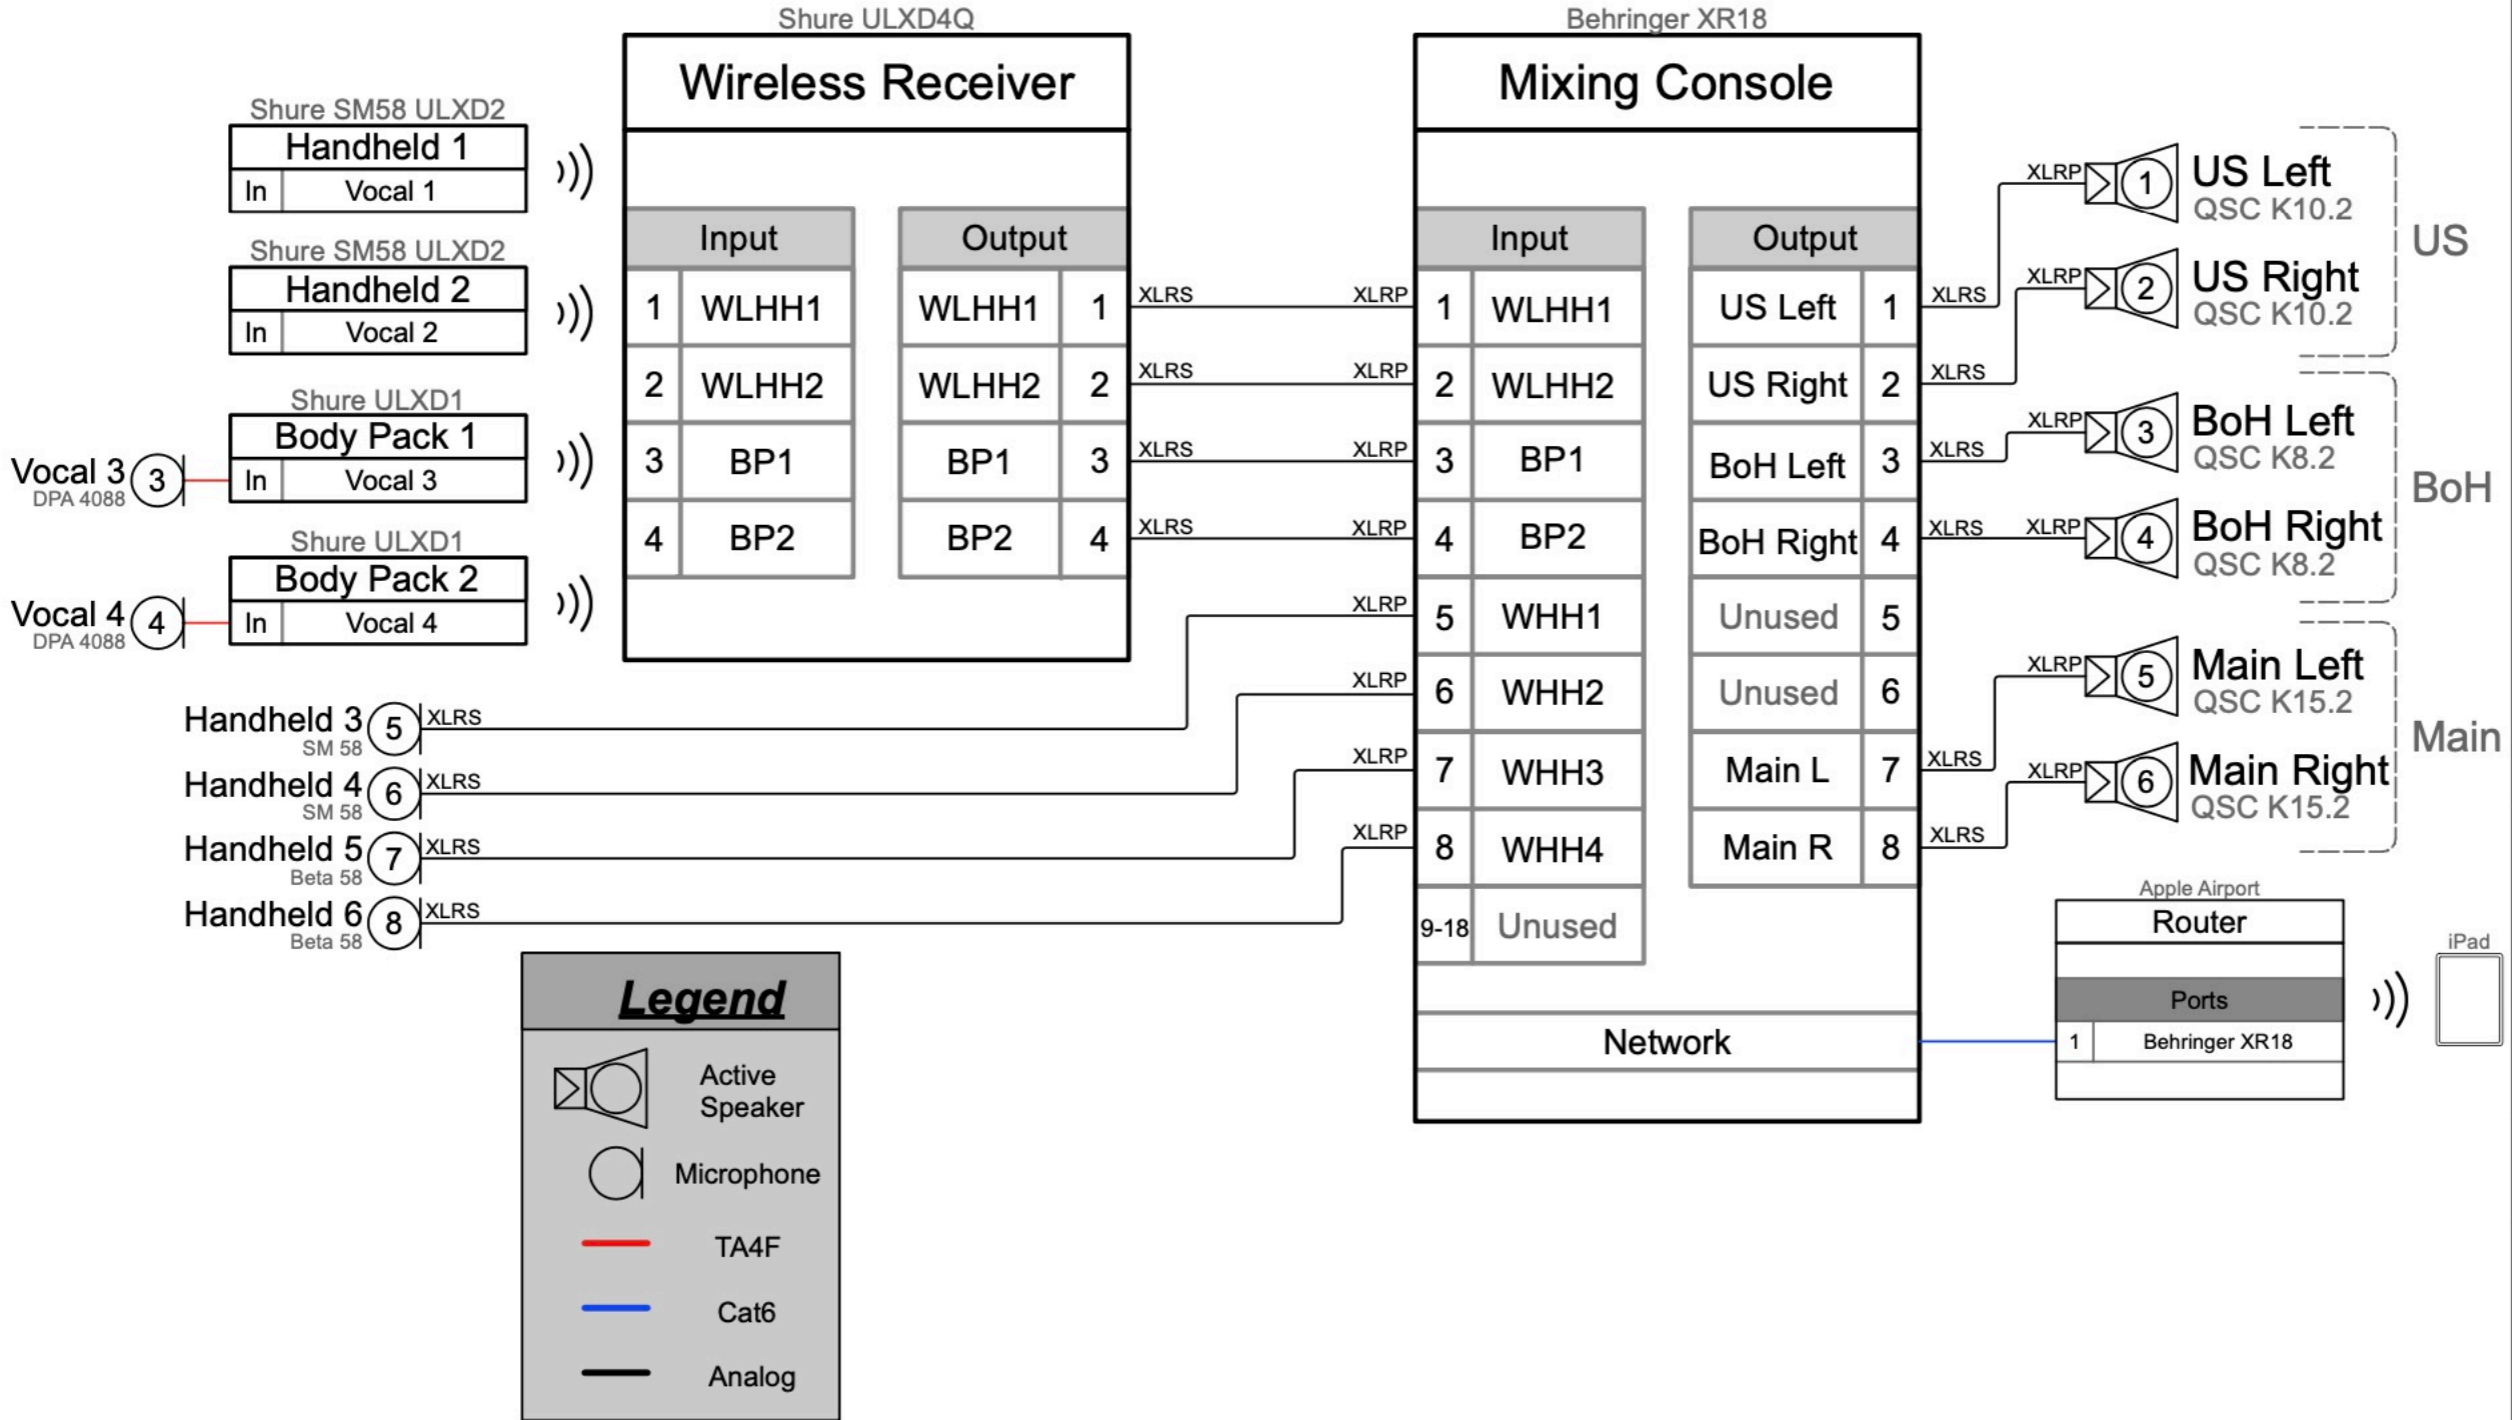 Shure ULXD4Q
Wireless Receiver
Input
Output
1 WLHH1
WLHH1 1
2 WLHH2
WLHH2 2
3 BP1
BP1 3
4 BP2
BP2 4
Shure SM58 ULXD2
Handheld 1
In Vocal 1
Shure SM58 ULXD2
Handheld 2
In Vocal 2
Shure ULXD1
Body Pack 1
In Vocal 3
Vocal 3 3
DPA 4088
Shure ULXD1
Body Pack 2
In Vocal 4
Vocal 4 4
DPA 4088
Handheld 3 5 XLRS
SM 58
Handheld 4 6 XLRS
SM 58
Handheld 5 7 XLRS
Beta 58
Handheld 6 8 XLRS
Beta 58
XLRS XLRP
XLRS XLRP
XLRS XLRP
XLRS XLRP
XLRP
XLRP
XLRP
XLRP
Behringer XR18
Mixing Console
Input
Output
1 WLHH1
US Left 1
2 WLHH2
US Right 2
3 BP1
BoH Left 3
4 BP2
BoH Right 4
5 WHH1
Unused 5
6 WHH2
Unused 6
7 WHH3
Main L 7
8 WHH4
Main R 8
9-18 Unused
Network
XLRS XLRP 1 US Left
QSC K10.2
XLRS XLRP 2 US Right
QSC K10.2
US
XLRS XLRP 3 BoH Left
QSC K8.2
XLRS XLRP 4 BoH Right
QSC K8.2
BoH
XLRS XLRP 5 Main Left
QSC K15.2
XLRS XLRP 6 Main Right
QSC K15.2
Main
Apple Airport
Router
Ports
1 Behringer XR18
iPad
Legend
Active
Speaker
Microphone
TA4F
Cat6
Analog